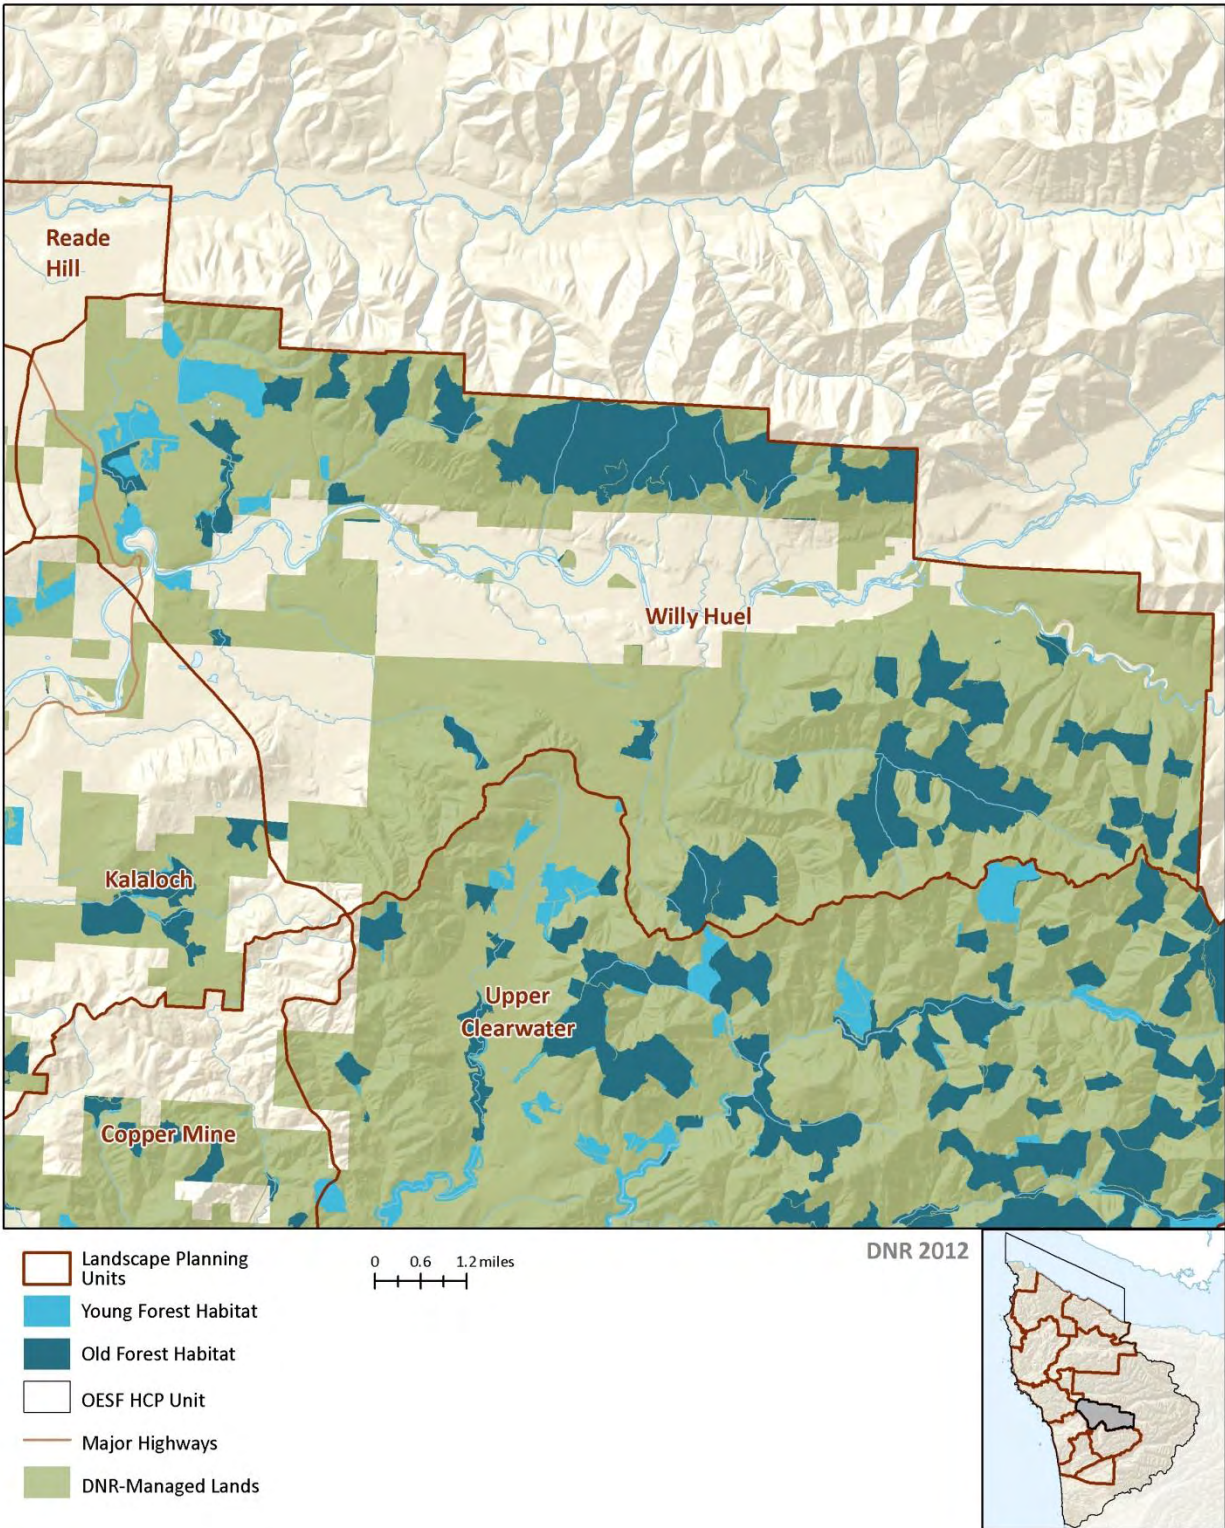 Reade
Hill
Willy Huel
Kalaloch
Upper
Clearwater
Copper Mine
Landscape Planning
Units
Young Forest Habitat
Old Forest Habitat
OESF HCP Unit
Major Highways
DNR-Managed Lands
0 0.6 1.2 miles
DNR 2012